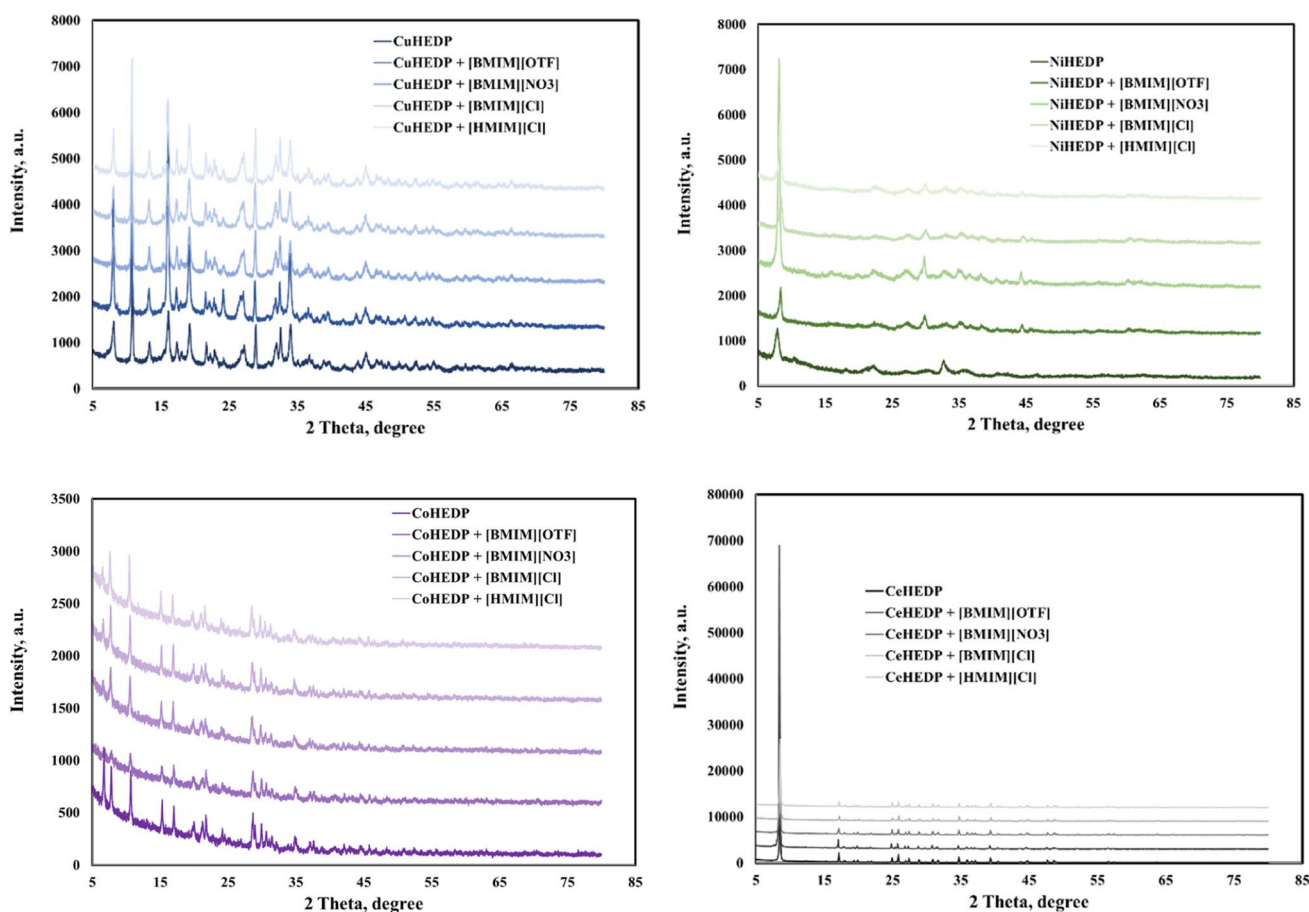 8000
7000
6000
5000
4000
3000
2000
1000
0
Intensity, a.u.
CuHEDP
CuHEDP + [BMIM][OTF]
CuHEDP + [BMIM][NO3]
CuHEDP + [BMIM][Cl]
CuHEDP + [HMIM][Cl]
5 15 25 35 45 55 65 75 85
2 Theta, degree
8000
7000
6000
5000
4000
3000
2000
1000
0
Intensity, a.u.
NiHEDP
NiHEDP + [BMIM][OTF]
NiHEDP + [BMIM][NO3]
NiHEDP + [BMIM][Cl]
NiHEDP + [HMIM][Cl]
5 15 25 35 45 55 65 75 85
2 Theta, degree
3500
3000
2500
2000
1500
1000
500
0
Intensity, a.u.
CoHEDP
CoHEDP + [BMIM][OTF]
CoHEDP + [BMIM][NO3]
CoHEDP + [BMIM][Cl]
CoHEDP + [HMIM][Cl]
5 15 25 35 45 55 65 75 85
2 Theta, degree
80000
70000
60000
50000
40000
30000
20000
10000
0
Intensity, a.u.
CeHEDP
CeHEDP + [BMIM][OTF]
CeHEDP + [BMIM][NO3]
CeHEDP + [BMIM][Cl]
CeHEDP + [HMIM][Cl]
5 15 25 35 45 55 65 75 85
2 Theta, degree